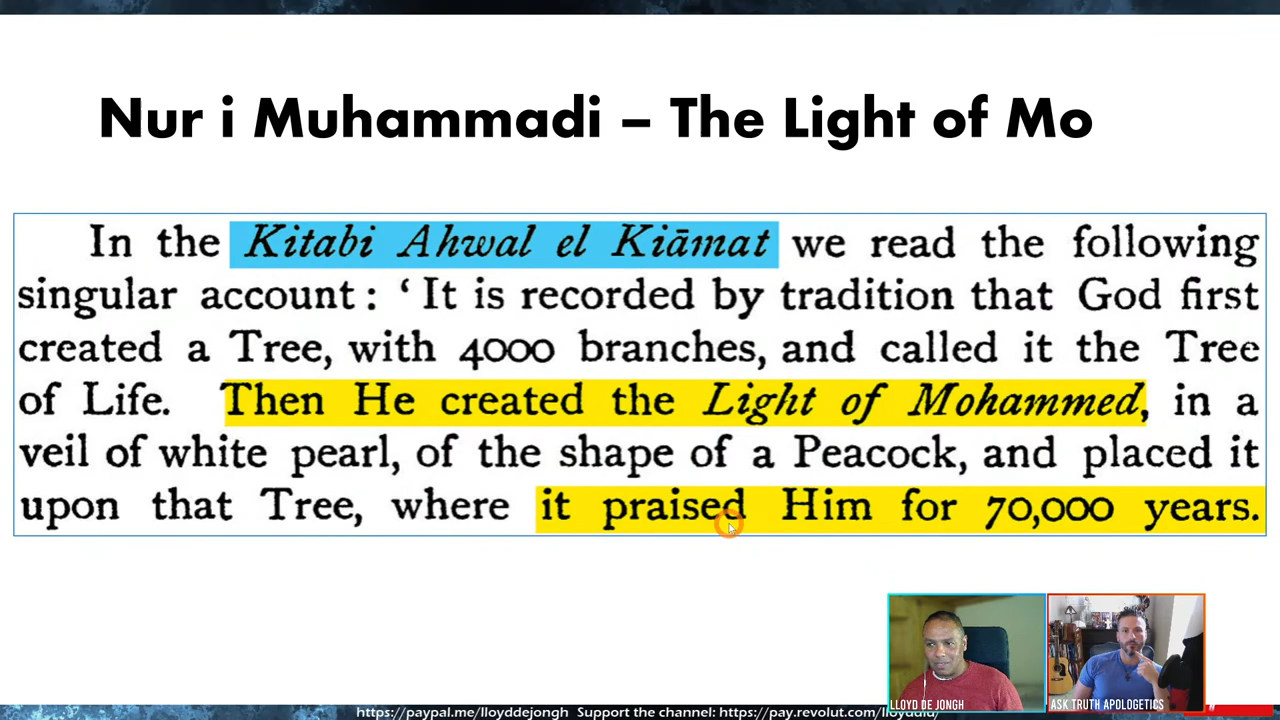 Nur i Muhammadi – The Light of Mo
In the Kitabi Ahwal el Kiāmat we read the following
singular account: ‘It is recorded by tradition that God first
created a Tree, with 4000 branches, and called it the Tree
of Life. Then He created the Light of Mohammed, in a
veil of white pearl, of the shape of a Peacock, and placed it
upon that Tree, where it praised Him for 70,000 years.
LLOYD DE JONGH
ASK TRUTH APOLOGETICS
https://paypal.me/lloyddejongh Support the channel: https://pay.revolut.com/